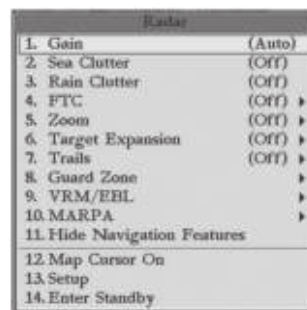 Radar
1. Gain (Auto)
2. Sea Clutter (Off)
3. Rain Clutter (Off)
4. FTC (Off)
5. Zoom (Off)
6. Target Expansion (Off)
7. Trails (Off)
8. Guard Zone
9. VRM/EBL
10. MARPA
11. Hide Navigation Features
12. Map Cursor On
13. Setup
14. Enter Standby